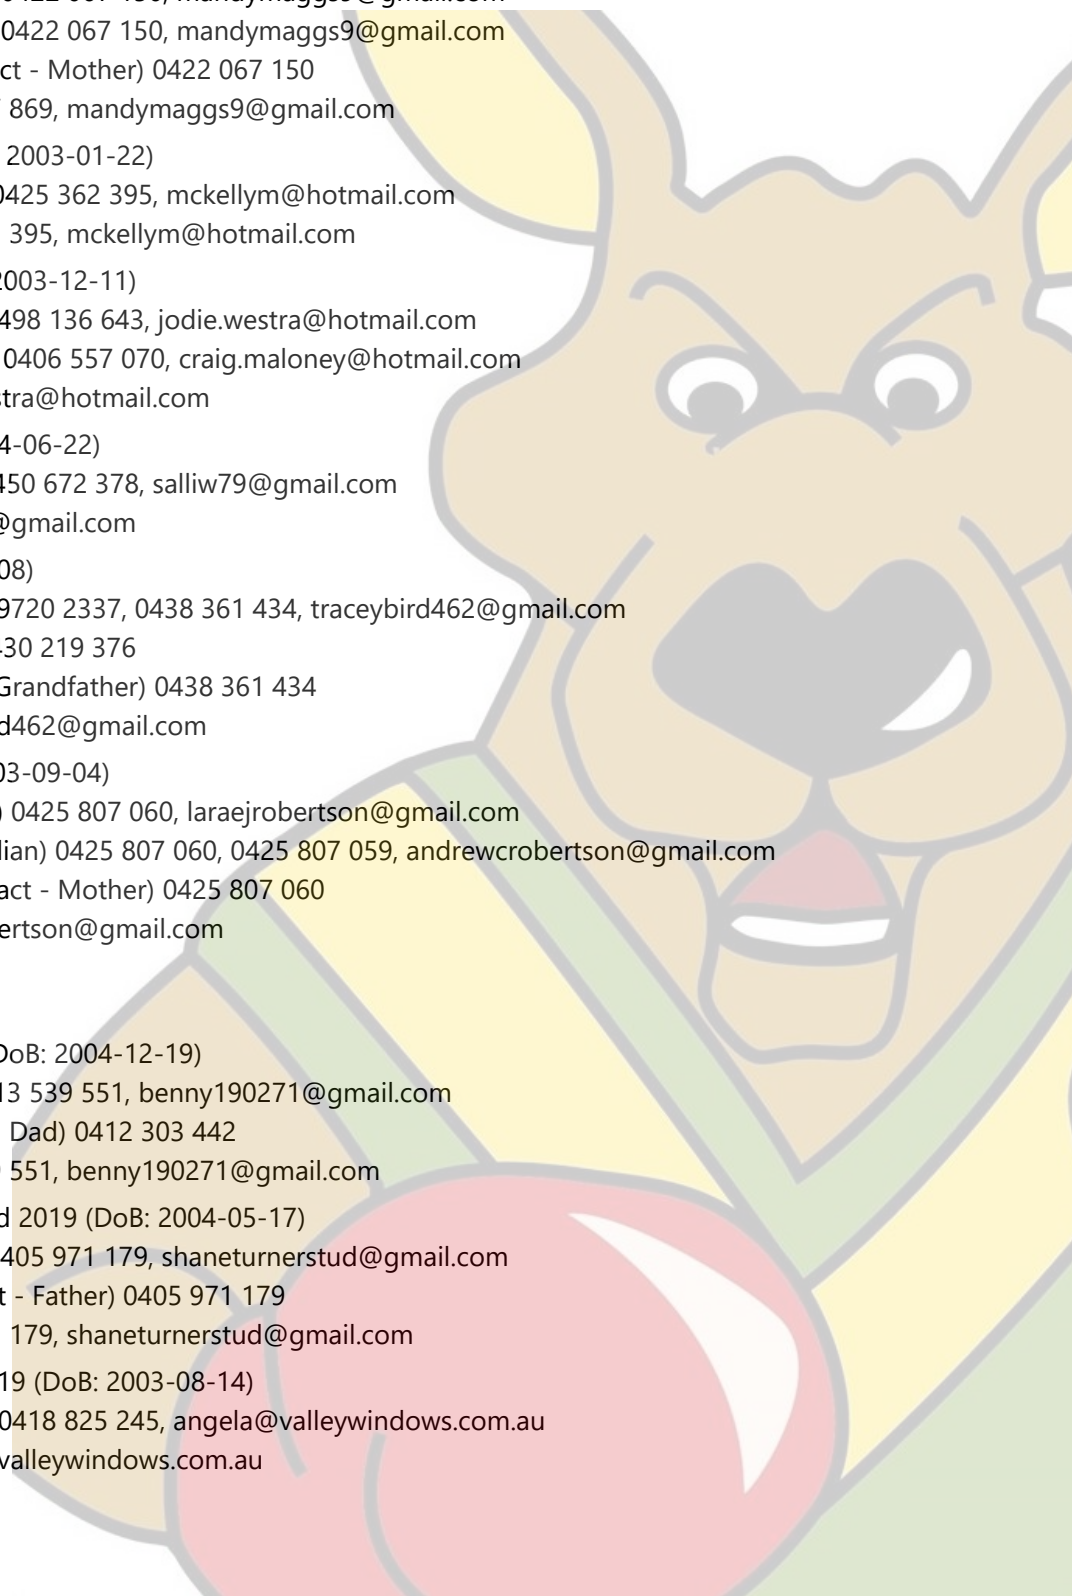 0422 067 150, mandymaggs9@gmail.com
ct - Mother) 0422 067 150
869, mandymaggs9@gmail.com
2003-01-22)
0425 362 395, mckellym@hotmail.com
395, mckellym@hotmail.com
2003-12-11)
498 136 643, jodie.westra@hotmail.com
0406 557 070, craig.maloney@hotmail.com
stra@hotmail.com
4-06-22)
450 672 378, salliw79@gmail.com
@gmail.com
08)
9720 2337, 0438 361 434, traceybird462@gmail.com
430 219 376
Grandfather) 0438 361 434
d462@gmail.com
03-09-04)
) 0425 807 060, laraejrobertson@gmail.com
dian) 0425 807 060, 0425 807 059, andrewcrobertson@gmail.com
act - Mother) 0425 807 060
ertson@gmail.com
DoB: 2004-12-19)
13 539 551, benny190271@gmail.com
Dad) 0412 303 442
551, benny190271@gmail.com
d 2019 (DoB: 2004-05-17)
405 971 179, shaneturnerstud@gmail.com
t - Father) 0405 971 179
179, shaneturnerstud@gmail.com
19 (DoB: 2003-08-14)
0418 825 245, angela@valleywindows.com.au
valleywindows.com.au